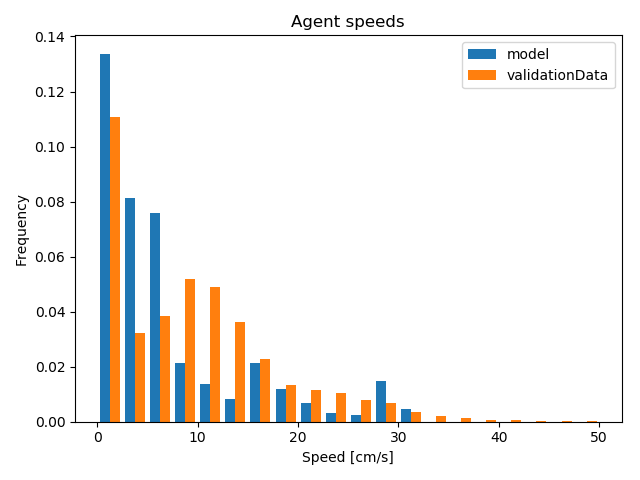 Agent speeds
model
validationData
0.14
0.12
0.10
0.08
0.06
0.04
0.02
0.00
Frequency
0 10 20 30 40 50
Speed [cm/s]